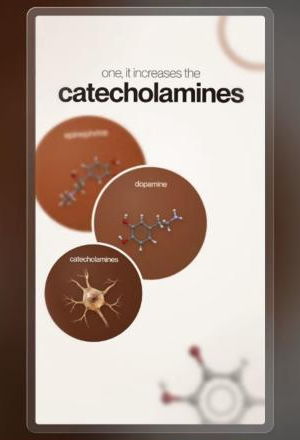 one, it increases the
catecholamines
epinephrine
dopamine
catecholamines